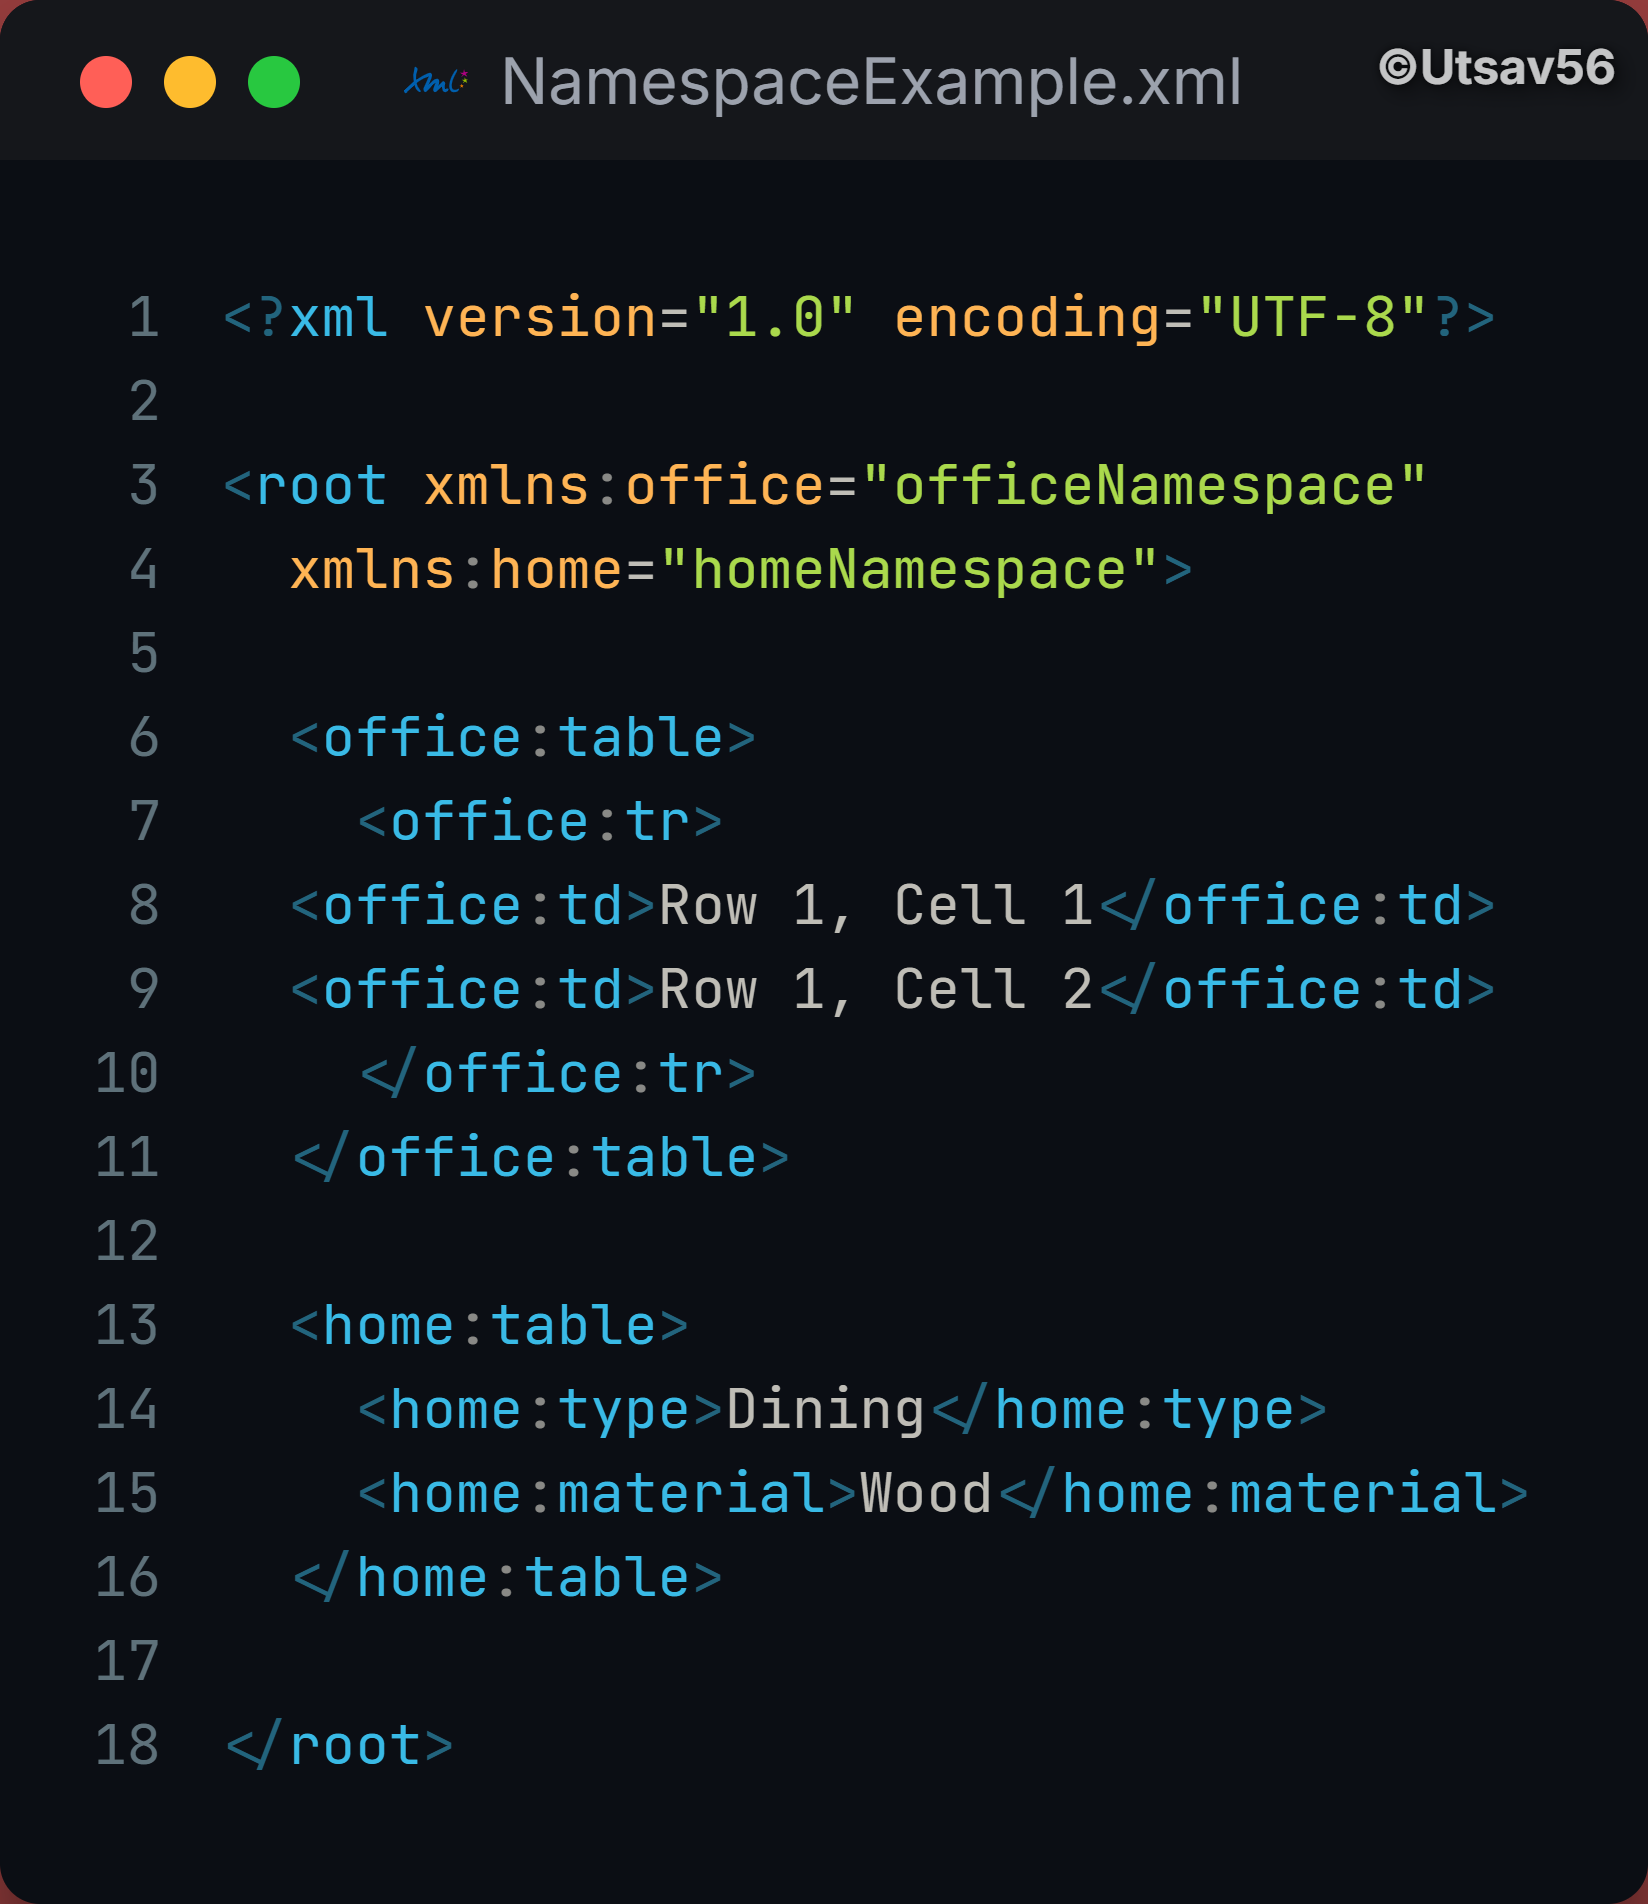 Xml NamespaceExample.xml ©Utsav56
1 <?xml version="1.0" encoding="UTF-8"?>
2
3 <root xmlns:office="officeNamespace"
4 xmlns:home="homeNamespace">
5
6 <office:table>
7 <office:tr>
8 <office:td>Row 1, Cell 1</office:td>
9 <office:td>Row 1, Cell 2</office:td>
10 </office:tr>
11 </office:table>
12
13 <home:table>
14 <home:type>Dining</home:type>
15 <home:material>Wood</home:material>
16 </home:table>
17
18 </root>